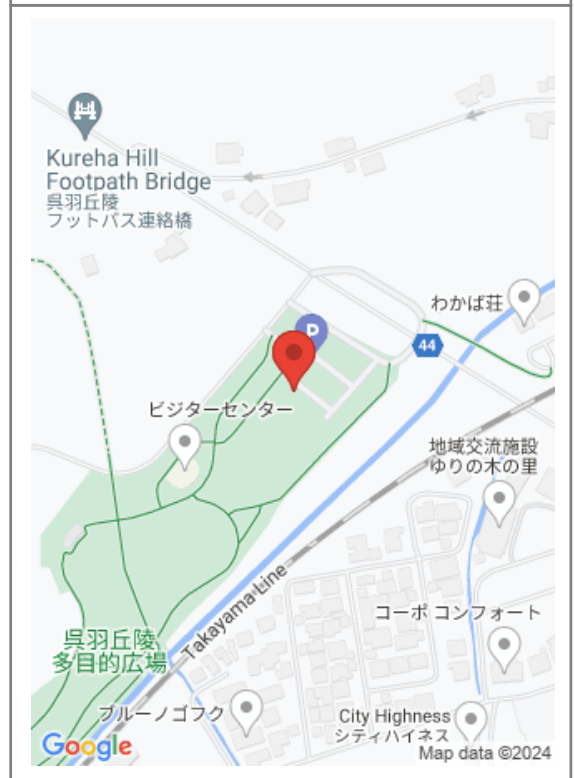 Kureha Hill
Footpath Bridge
呉羽丘陵
フットパス連絡橋
わかば荘
P
44
ビジターセンター
地域交流施設
ゆりの木の里
Takayama Line
コーポ コンフォート
呉羽丘陵
多目的広場
ブルーノゴフク
City Highness
シティハイネス
Google
Map data ©2024